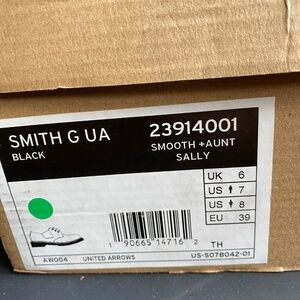 SMITH G UA 23914001
BLACK SMOOTH +AUNT
SALLY
UK 6
US 7
US 8
EU 39
1 90665 14716 2 TH
AW004 UNITED ARROWS US-S078042-01